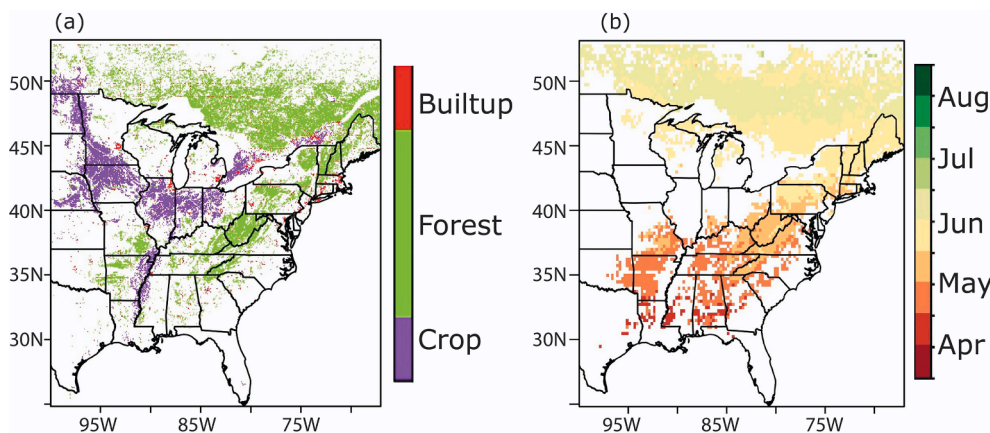 (a)
50N
45N
40N
35N
30N
95W
85W
75W
Builtup
Forest
Crop
(b)
50N
45N
40N
35N
30N
95W
85W
75W
Aug
Jul
Jun
May
Apr